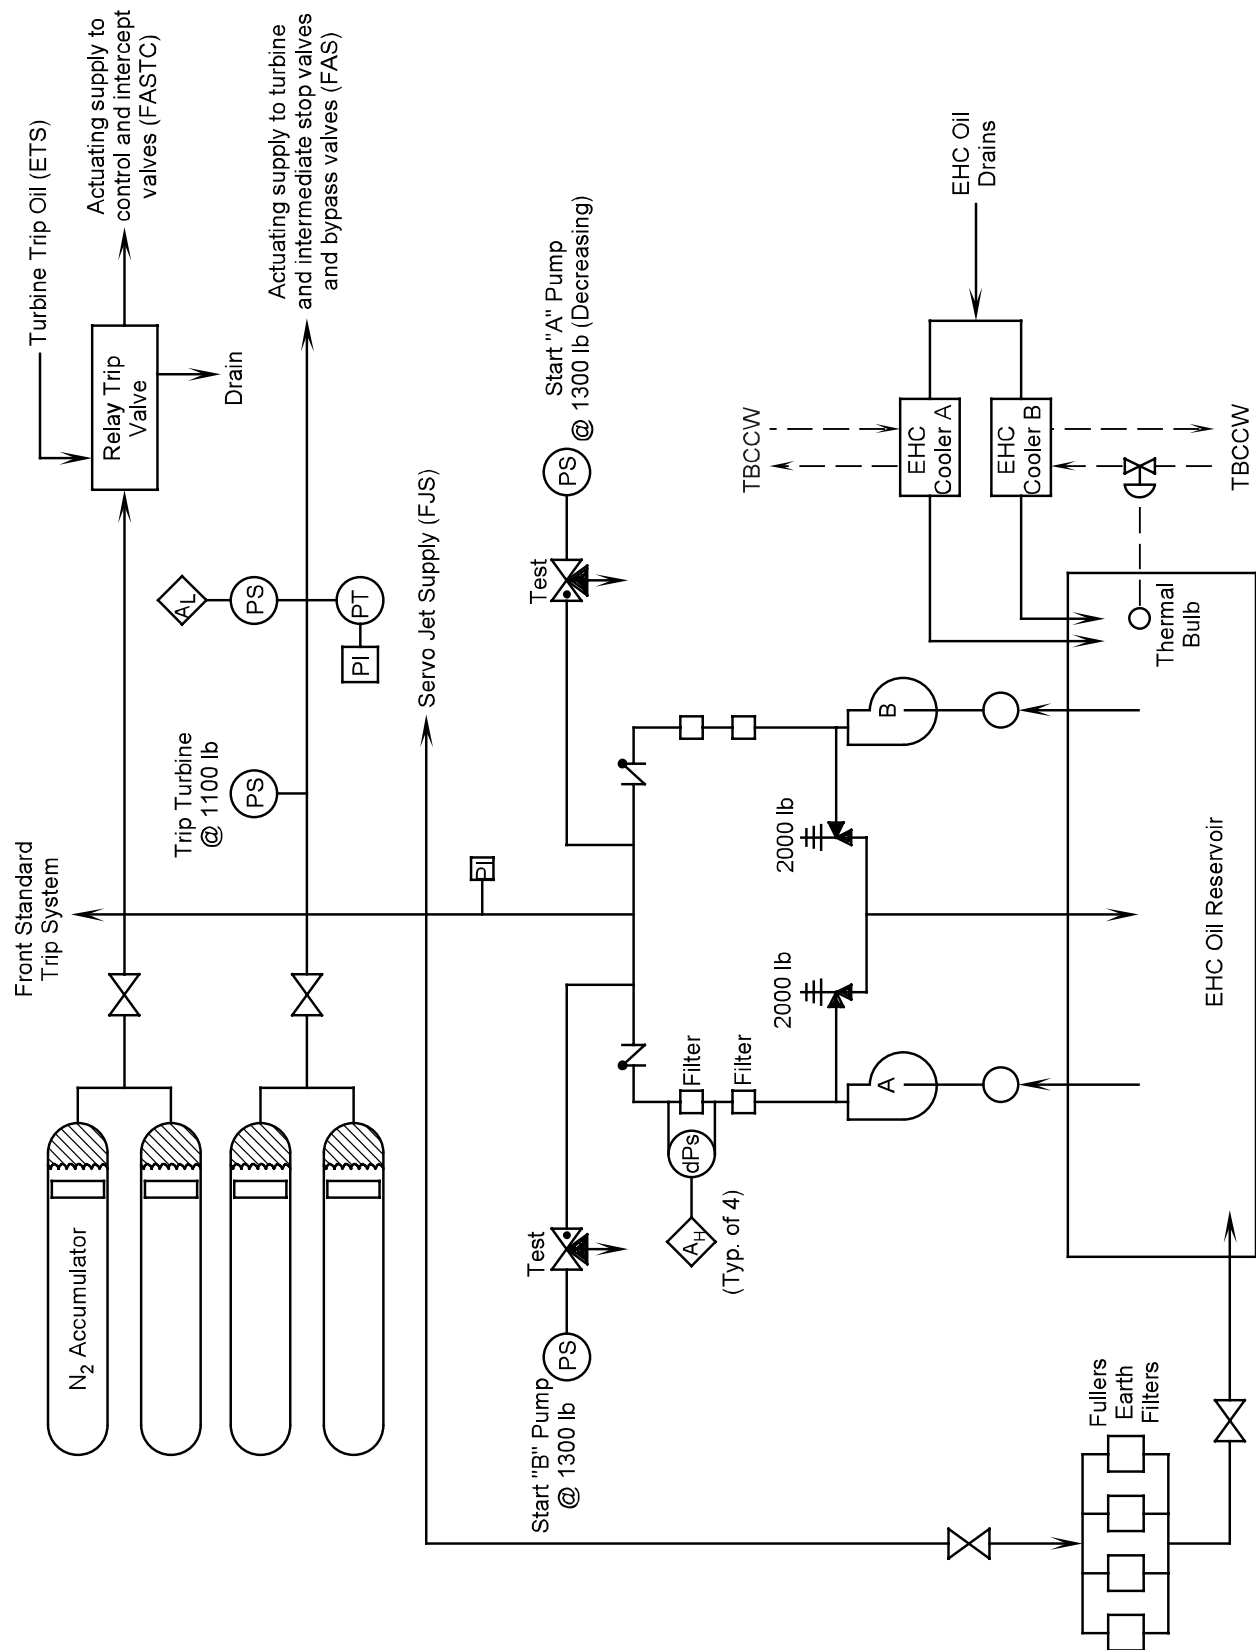 Front Standard
Trip System
Turbine Trip Oil (ETS)
Relay Trip
Valve
Drain
Actuating supply to
control and intercept
valves (FASTC)
Actuating supply to turbine
and intermediate stop valves
and bypass valves (FAS)
N2 Accumulator
Trip Turbine
@ 1100 lb
PS
AL
PS
PT
PI
Servo Jet Supply (FJS)
PI
Start "B" Pump
@ 1300 lb
PS
Test
Test
PS
Start "A" Pump
@ 1300 lb (Decreasing)
AH
dPs
(Typ. of 4)
Filter
Filter
2000 lb
2000 lb
A
B
TBCCW
EHC
Cooler A
EHC
Cooler B
TBCCW
EHC Oil
Drains
Thermal
Bulb
EHC Oil Reservoir
Fullers
Earth
Filters